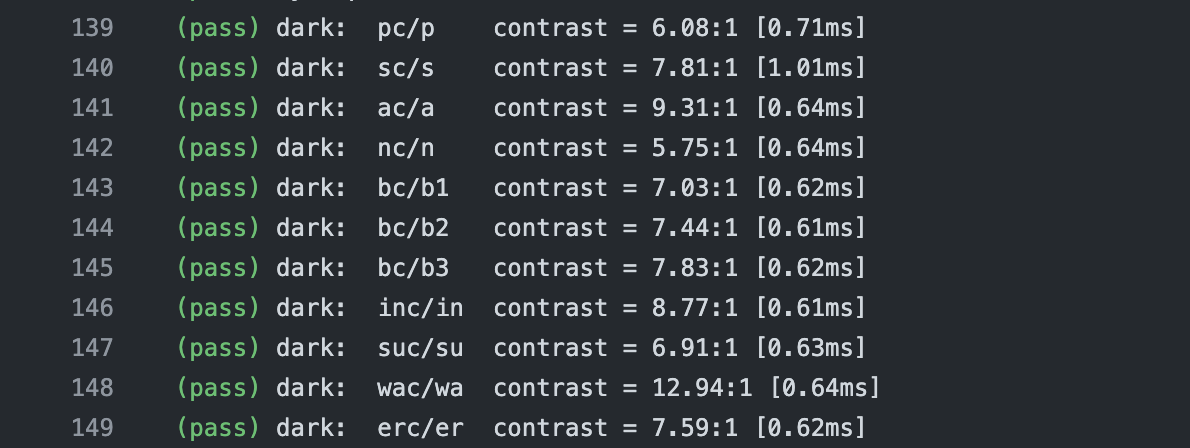 139 (pass) dark: pc/p contrast = 6.08:1 [0.71ms]
140 (pass) dark: sc/s contrast = 7.81:1 [1.01ms]
141 (pass) dark: ac/a contrast = 9.31:1 [0.64ms]
142 (pass) dark: nc/n contrast = 5.75:1 [0.64ms]
143 (pass) dark: bc/b1 contrast = 7.03:1 [0.62ms]
144 (pass) dark: bc/b2 contrast = 7.44:1 [0.61ms]
145 (pass) dark: bc/b3 contrast = 7.83:1 [0.62ms]
146 (pass) dark: inc/in contrast = 8.77:1 [0.61ms]
147 (pass) dark: suc/su contrast = 6.91:1 [0.63ms]
148 (pass) dark: wac/wa contrast = 12.94:1 [0.64ms]
149 (pass) dark: erc/er contrast = 7.59:1 [0.62ms]